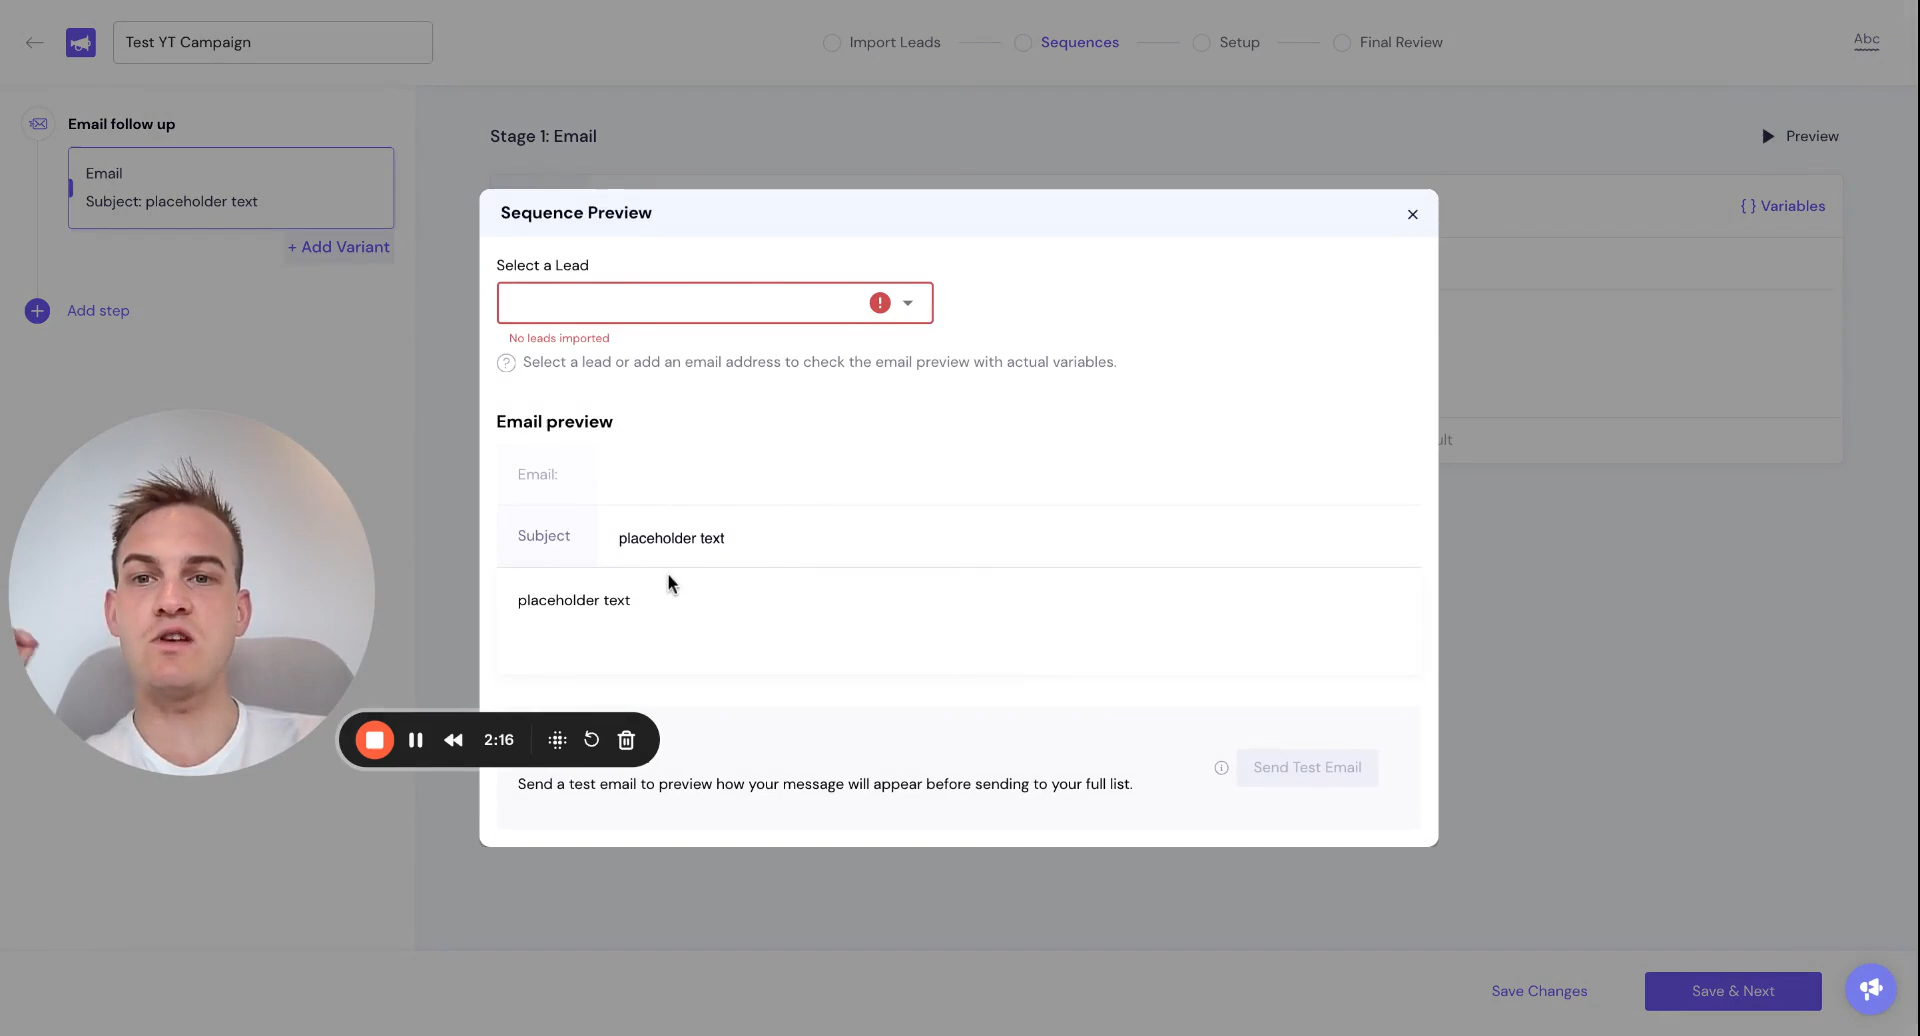 Test YT Campaign
Import Leads
Sequences
Setup
Final Review
Abc
Email follow up
Email
Subject: placeholder text
+ Add Variant
Add step
Stage 1: Email
Preview
{ } Variables
Sequence Preview
Select a Lead
No leads imported
Select a lead or add an email address to check the email preview with actual variables.
Email preview
Email:
Subject
placeholder text
placeholder text
2:16
Send a test email to preview how your message will appear before sending to your full list.
Send Test Email
Save Changes
Save & Next